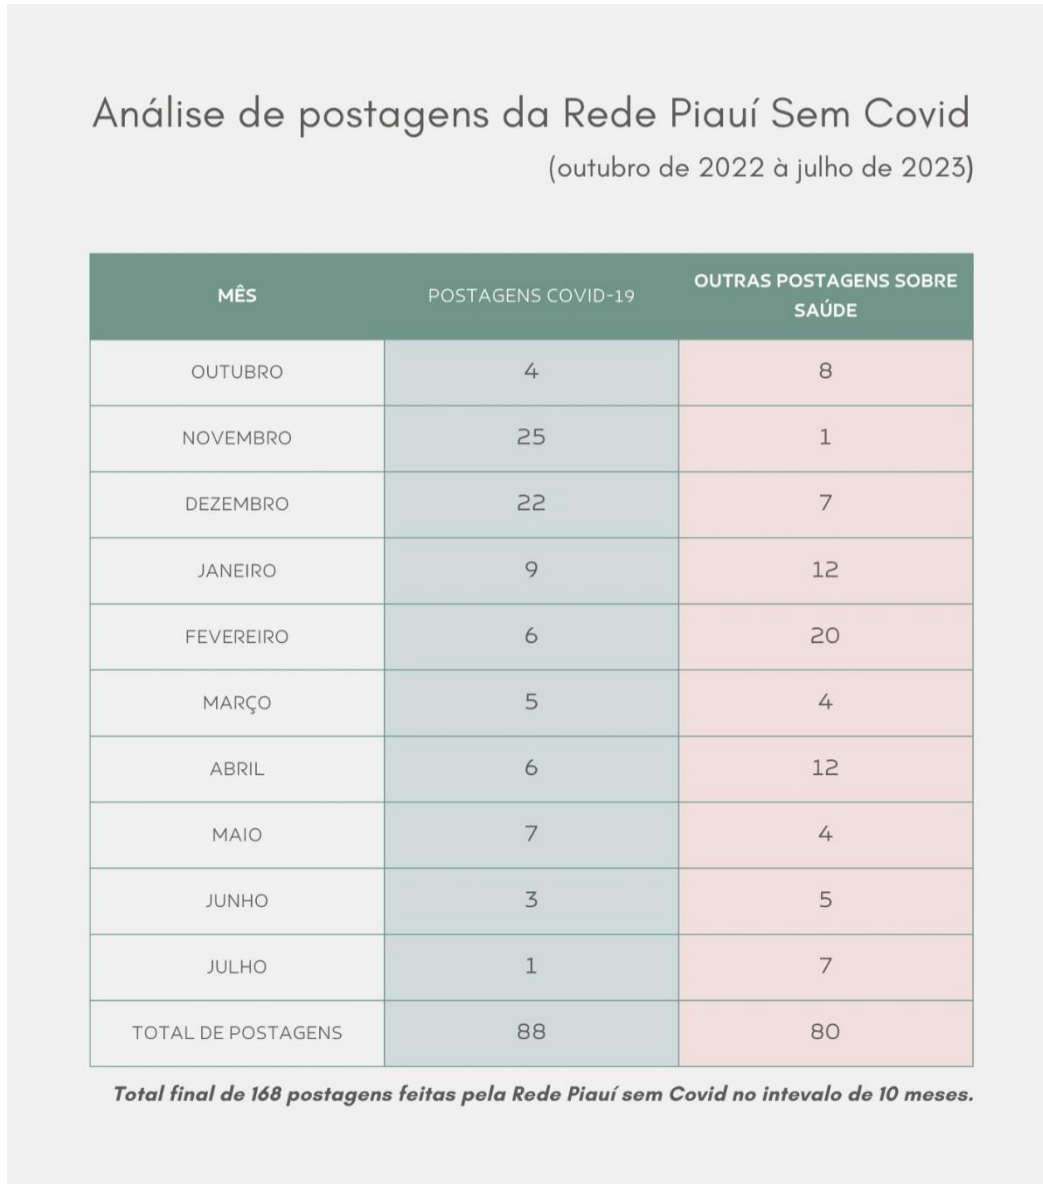 Análise de postagens da Rede Piauí Sem Covid
(outubro de 2022 à julho de 2023)
MÊS POSTAGENS COVID-19 OUTRAS POSTAGENS SOBRE
SAÚDE
OUTUBRO 4 8
NOVEMBRO 25 1
DEZEMBRO 22 7
JANEIRO 9 12
FEVEREIRO 6 20
MARÇO 5 4
ABRIL 6 12
MAIO 7 4
JUNHO 3 5
JULHO 1 7
TOTAL DE POSTAGENS 88 80
Total final de 168 postagens feitas pela Rede Piauí sem Covid no intevalo de 10 meses.